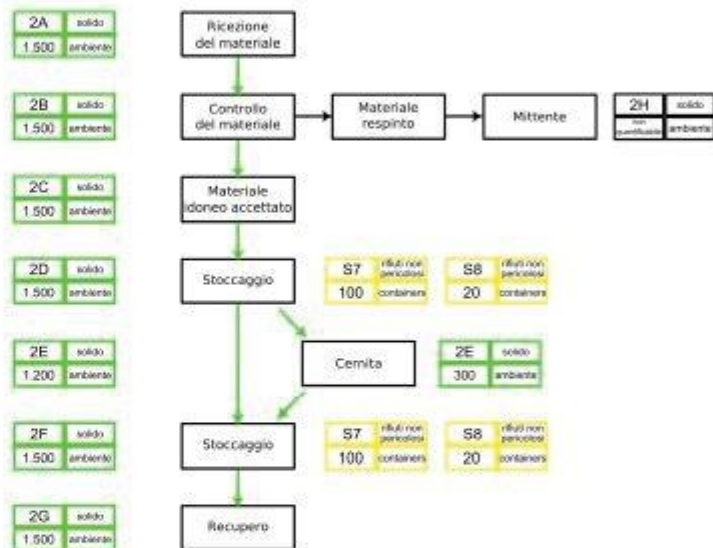 2A solido
1.500 ambiente
Ricezione
del materiale
2B solido
1.500 ambiente
Controllo
del materiale
Materiale
respinto
Mittente
2H solido
non
quantificabile ambiente
2C solido
1.500 ambiente
Materiale
idoneo accettato
2D solido
1.500 ambiente
Stoccaggio
S7 rifiuti non
pericolosi
100 containers
S8 rifiuti non
pericolosi
20 containers
2E solido
1.200 ambiente
Cernita
2E solido
300 ambiente
2F solido
1.500 ambiente
Stoccaggio
S7 rifiuti non
pericolosi
100 containers
S8 rifiuti non
pericolosi
20 containers
2G solido
1.500 ambiente
Recupero